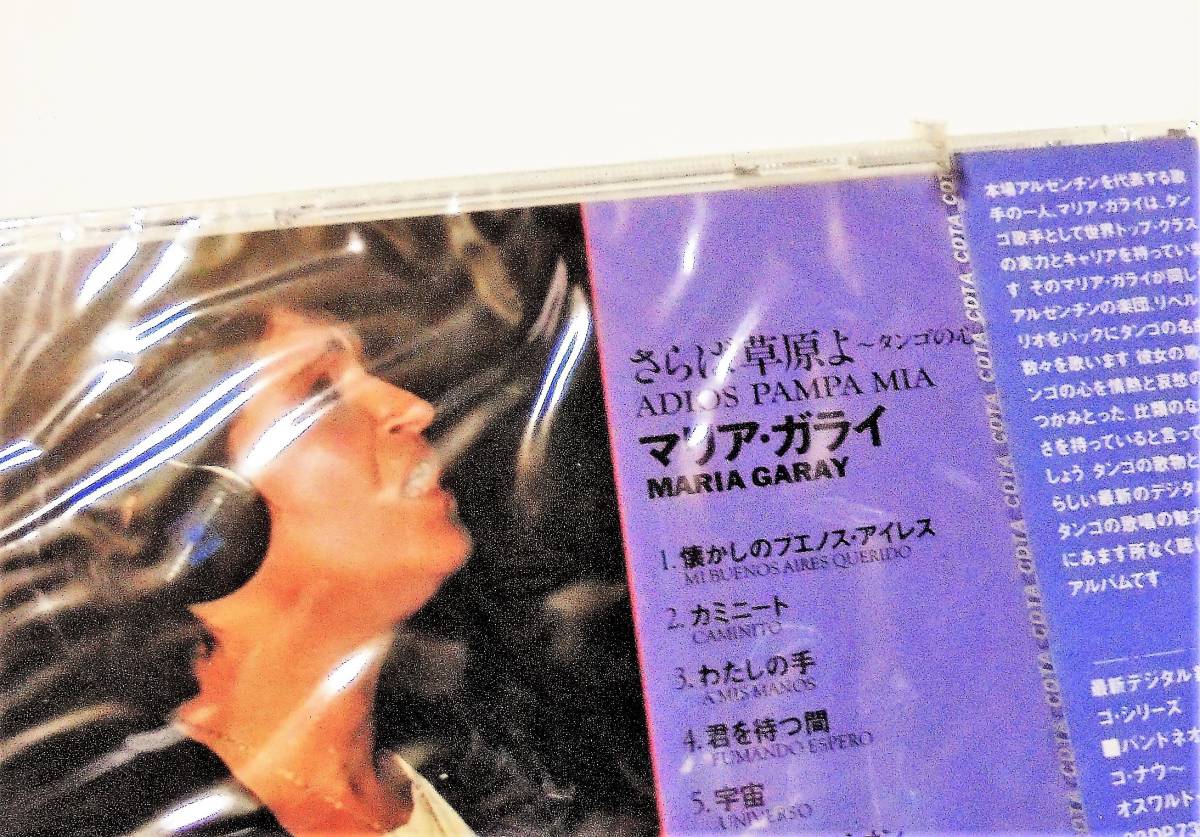 さらば草原よ～タンゴの心
ADIOS PAMPA MIA
マリア・ガライ
MARIA GARAY
1. 懐かしのブエノス・アイレス
MI BUENOS AIRES QUERIDO
2. カミニート
CAMINITO
3. わたしの手
A MIS MANOS
4. 君を待つ間
FUMANDO ESPERO
5. 宇宙
UNIVERSO
CDTA CDTA CDTA CDTA CDTA CDTA CDTA CDTA
本場アルゼンチンを代表する歌
手の一人、マリア・ガライは、タン
ゴ歌手として世界トップ・クラス
の実力とキャリアを持ってい
す そのマリア・ガライが同じ
アルゼンチンの楽団、リベル
リオをバックにタンゴの名
数々を歌います 彼女の歌
ンゴの心を情熱と哀愁の
つかみとった、比類のな
さを持っていると言って
しょう タンゴの歌物と
らしい最新のデジタ
タンゴの歌唱の魅
にあます所なく聴
アルバムです
最新デジタル
ゴ・シリーズ
■バンドネオ
コ・ナウ～
オスワルド・